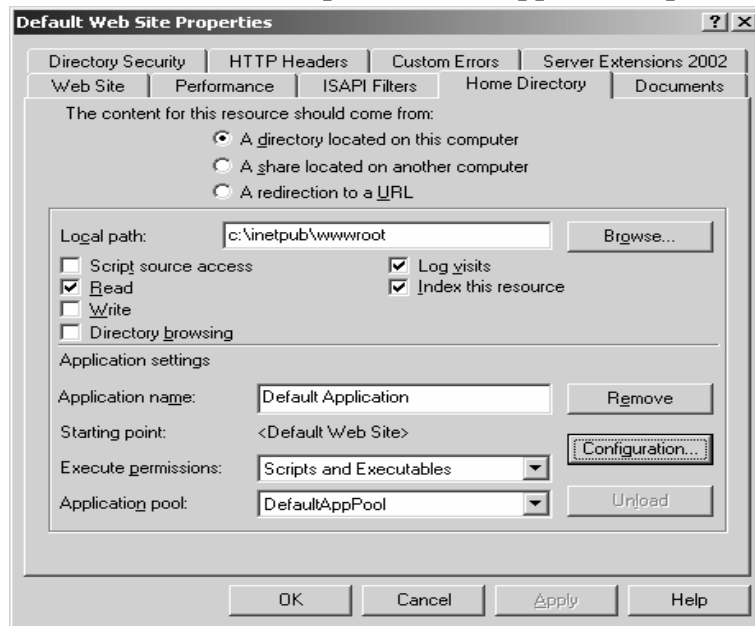 Default Web Site Properties
Directory Security HTTP Headers Custom Errors Server Extensions 2002
Web Site Performance ISAPI Filters Home Directory Documents
The content for this resource should come from:
A directory located on this computer
A share located on another computer
A redirection to a URL
Local path: c:\inetpub\wwwroot Browse...
Script source access Log visits
Read Index this resource
Write
Directory browsing
Application settings
Application name: Default Application Remove
Starting point: <Default Web Site>
Configuration...
Execute permissions: Scripts and Executables
Application pool: DefaultAppPool Unload
OK Cancel Apply Help